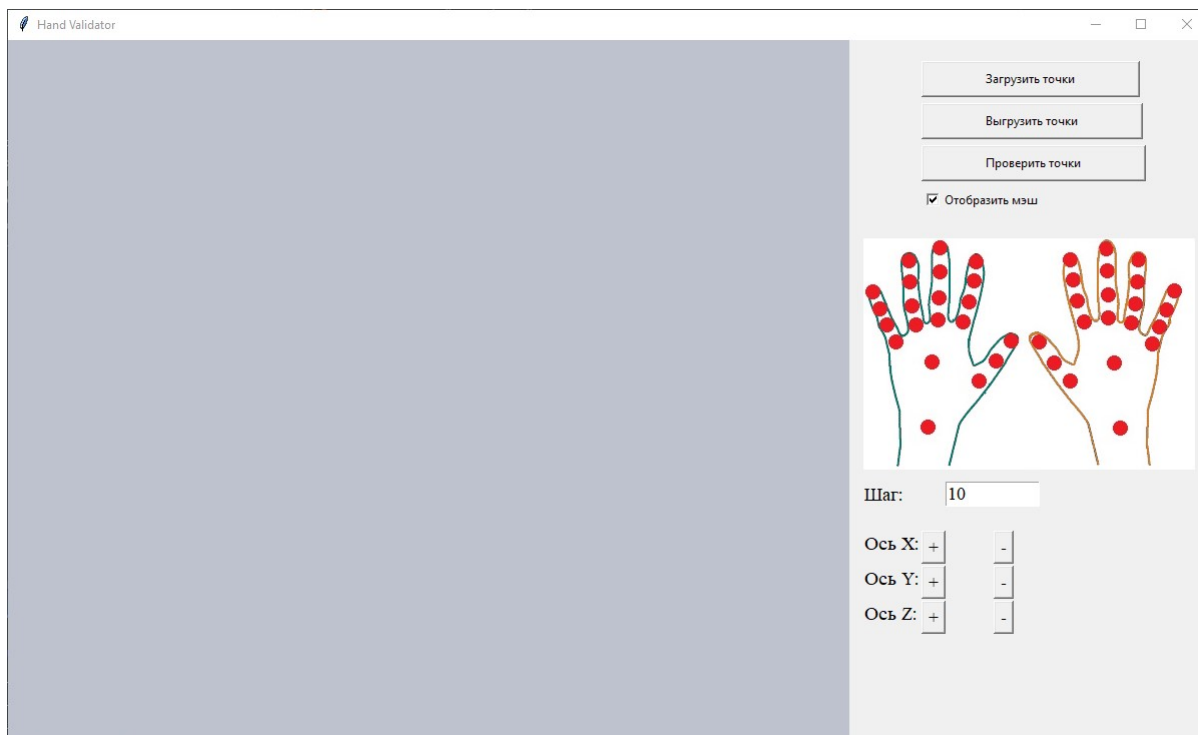 Hand Validator
Загрузить точки
Выгрузить точки
Проверить точки
Отобразить мэш
Шаг: 10
Ось X: + -
Ось Y: + -
Ось Z: + -